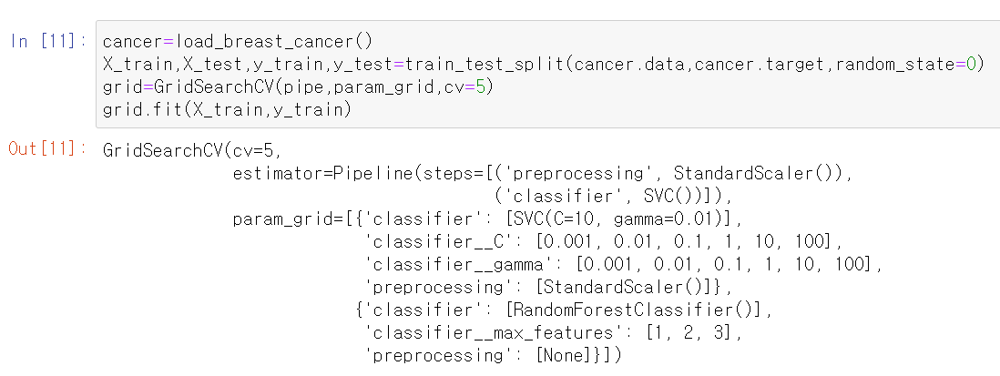 In [11]: cancer=load_breast_cancer()
X_train,X_test,y_train,y_test=train_test_split(cancer.data,cancer.target,random_state=0)
grid=GridSearchCV(pipe,param_grid,cv=5)
grid.fit(X_train,y_train)
Out[11]: GridSearchCV(cv=5,
estimator=Pipeline(steps=[('preprocessing', StandardScaler()),
('classifier', SVC())]),
param_grid=[{'classifier': [SVC(C=10, gamma=0.01)],
'classifier__C': [0.001, 0.01, 0.1, 1, 10, 100],
'classifier__gamma': [0.001, 0.01, 0.1, 1, 10, 100],
'preprocessing': [StandardScaler()]},
{'classifier': [RandomForestClassifier()],
'classifier__max_features': [1, 2, 3],
'preprocessing': [None]}])